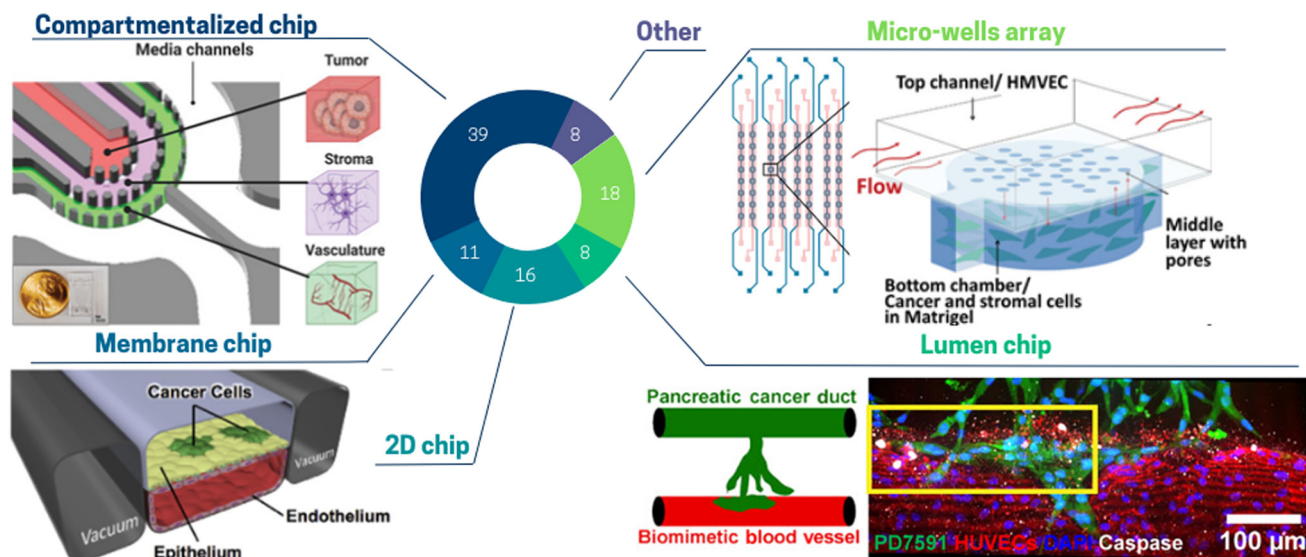 Compartmentalized chip
Media channels
Tumor
Stroma
Vasculature
Other
39
8
18
11
16
8
Micro-wells array
Top channel/ HMVEC
Flow
Middle
layer with
pores
Bottom chamber/
Cancer and stromal cells
in Matrigel
Membrane chip
Cancer Cells
Vacuum
Vacuum
Endothelium
Epithelium
2D chip
Lumen chip
Pancreatic cancer duct
Biomimetic blood vessel
PD7591 HUVECs DAPI Caspase
100 µm